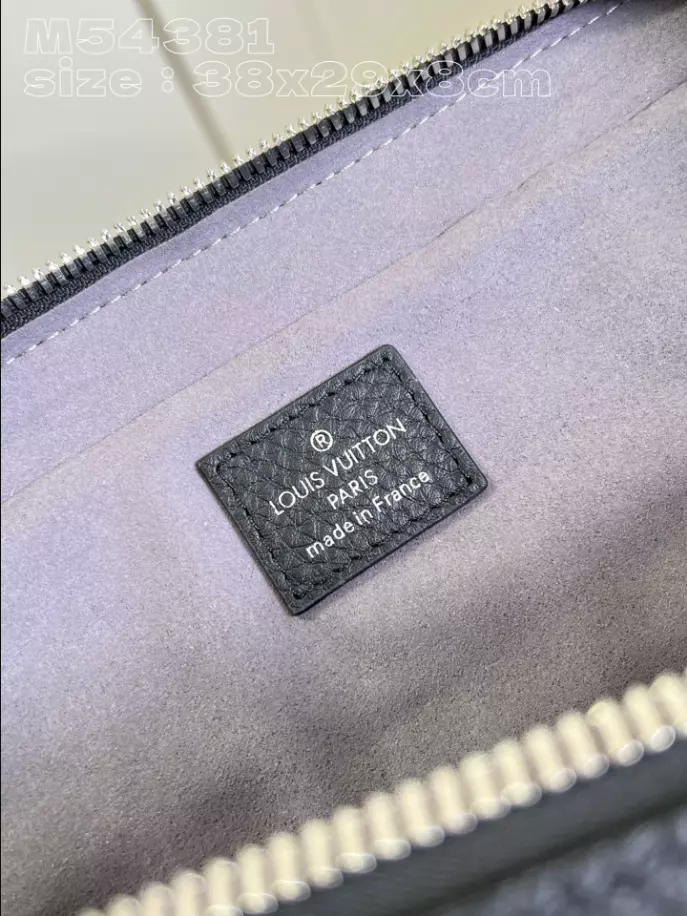 M54381
size : 38x29x8cm
®
LOUIS VUITTON
PARIS
made in France